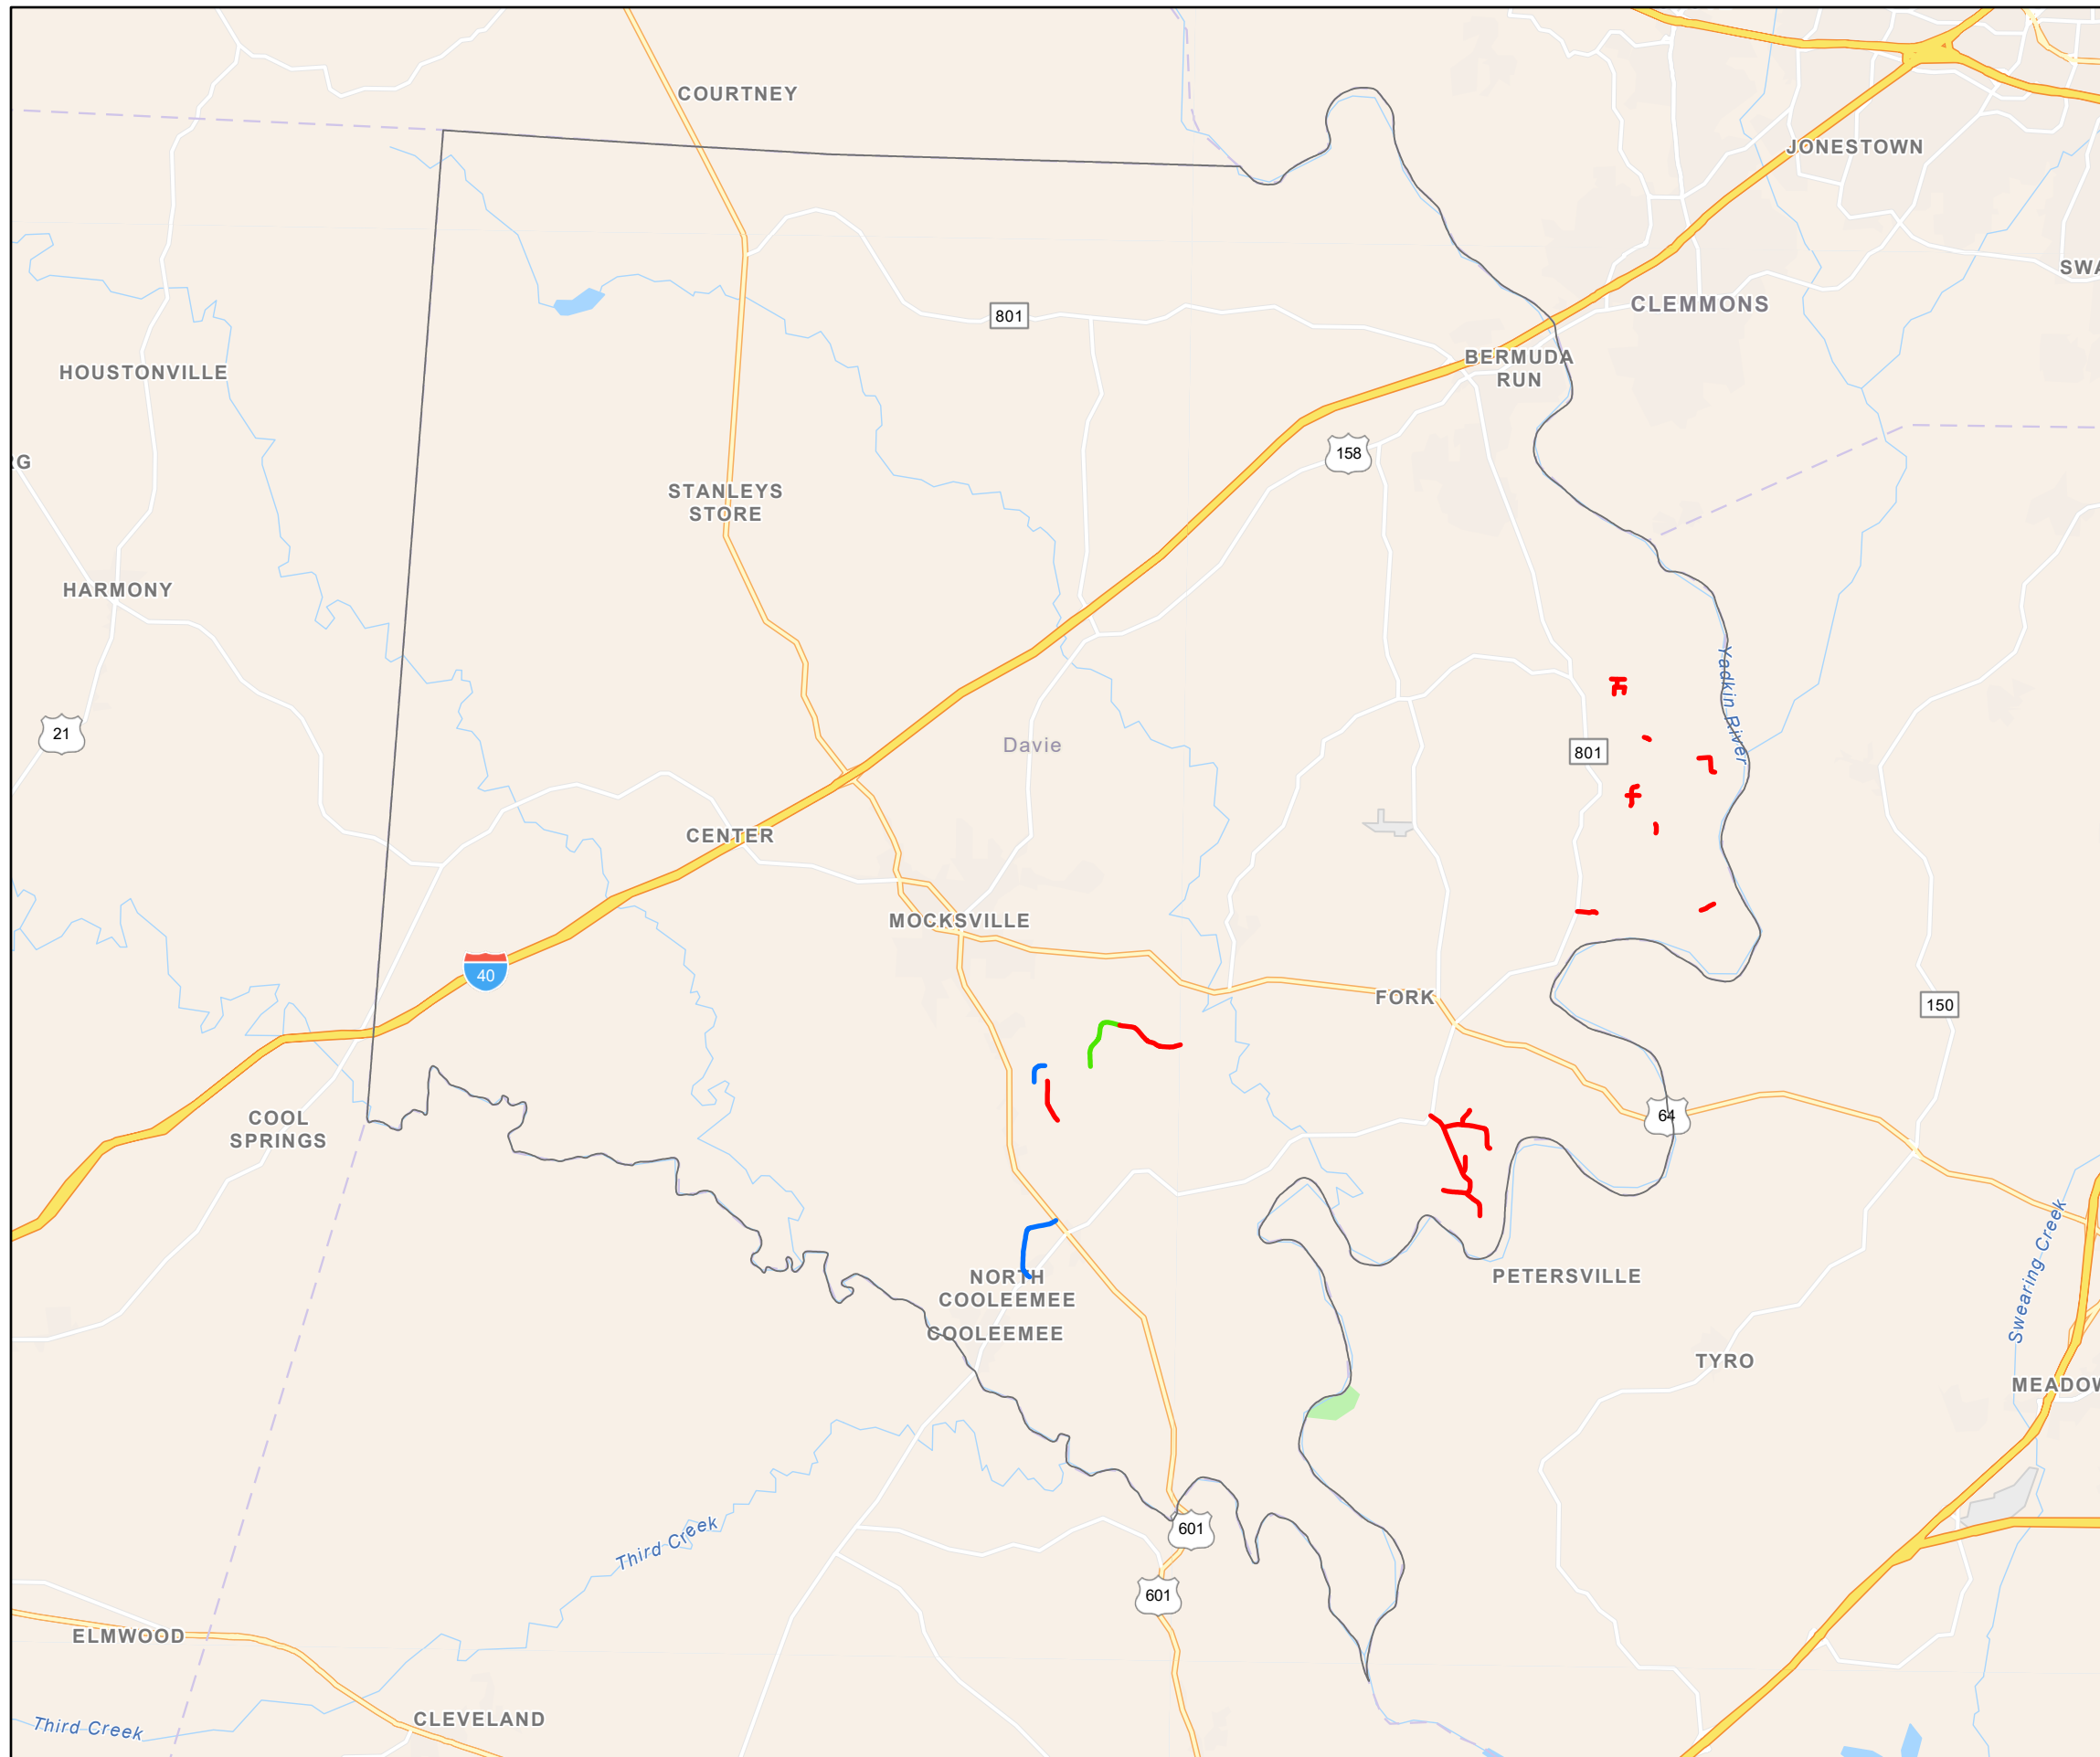 COURTNEY
JONESTOWN
SWA
801
CLEMMONS
BERMUDA
RUN
HOUSTONVILLE
158
RG
STANLEYS
STORE
HARMONY
Yadkin River
21
Davie
801
CENTER
MOCKSVILLE
40
FORK
150
COOL
SPRINGS
64
Swearing Creek
NORTH
COOLEEMEE
PETERSVILLE
COOLEEMEE
TYRO
MEADOW
Third Creek
601
601
ELMWOOD
CLEVELAND
Third Creek